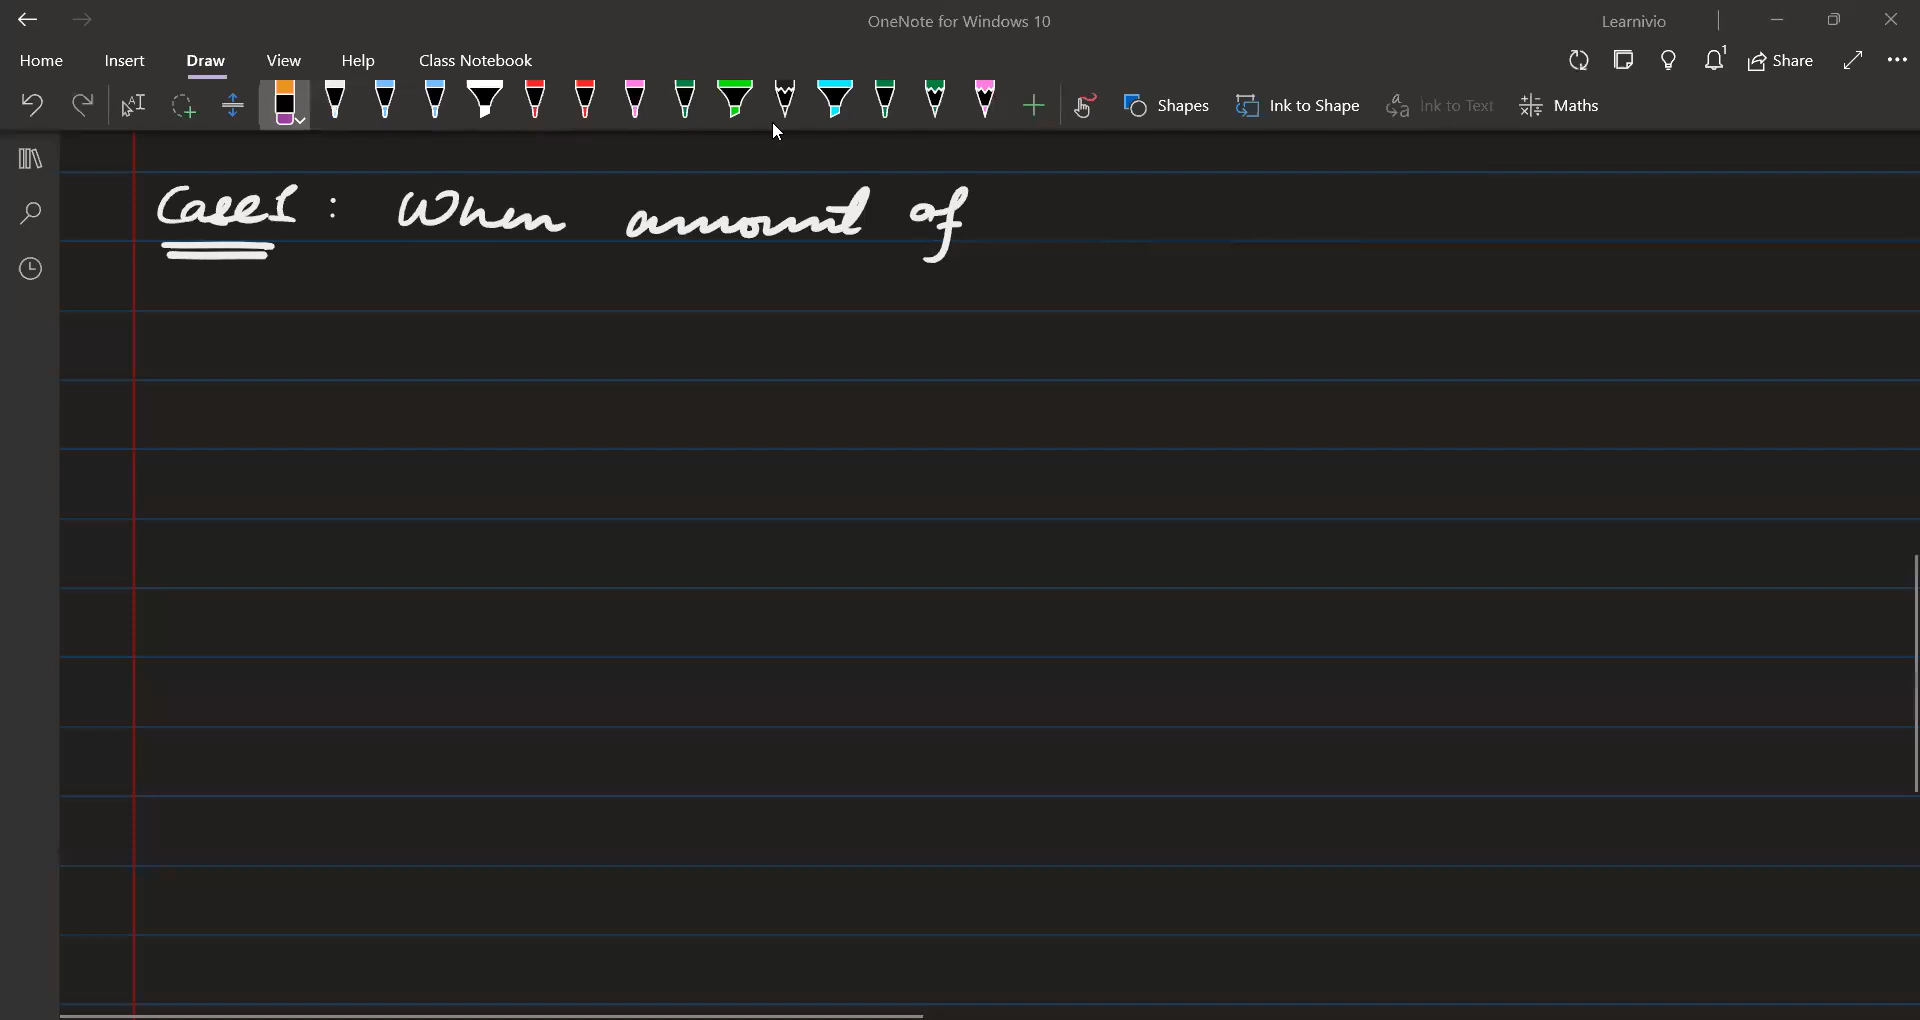 OneNote for Windows 10
Learnivio
Home Insert Draw View Help Class Notebook
1
Share
Shapes Ink to Shape Ink to Text Maths
Case1 : When amount of